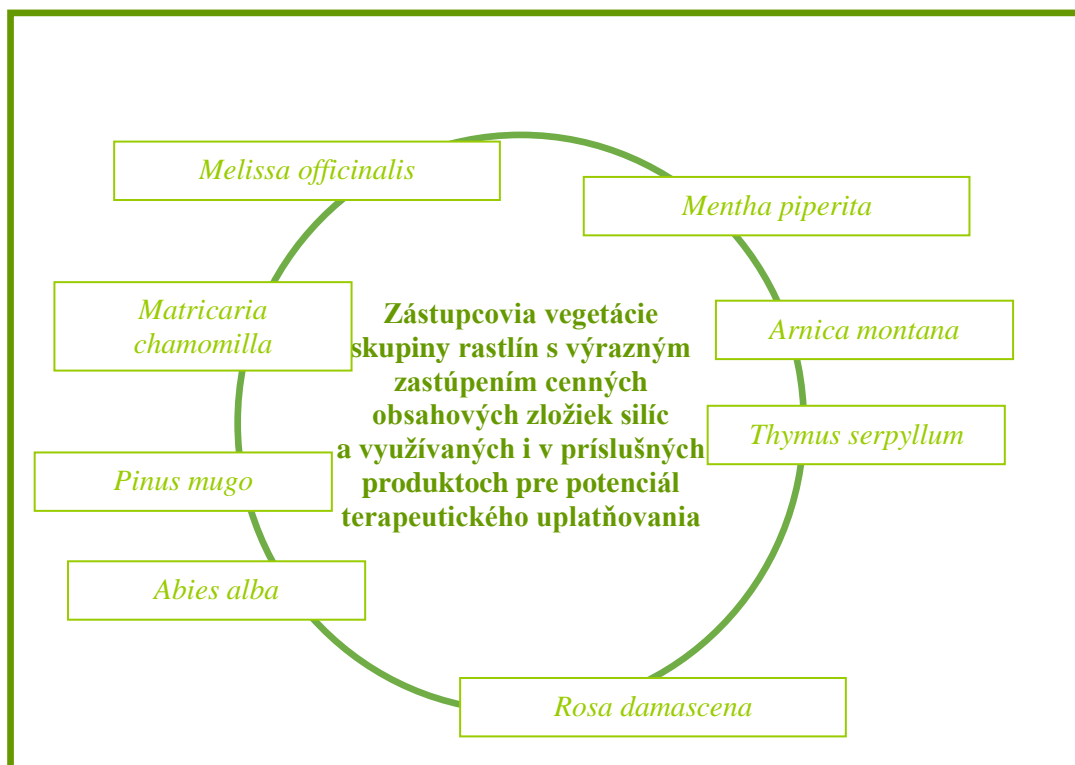 Melissa officinalis
Mentha piperita
Matricaria
chamomilla
Arnica montana
Zástupcovia vegetácie
skupiny rastlín s výrazným
zastúpením cenných
obsahových zložiek silíc
a využívaných i v príslušných
produktoch pre potenciál
terapeutického uplatňovania
Thymus serpyllum
Pinus mugo
Abies alba
Rosa damascena